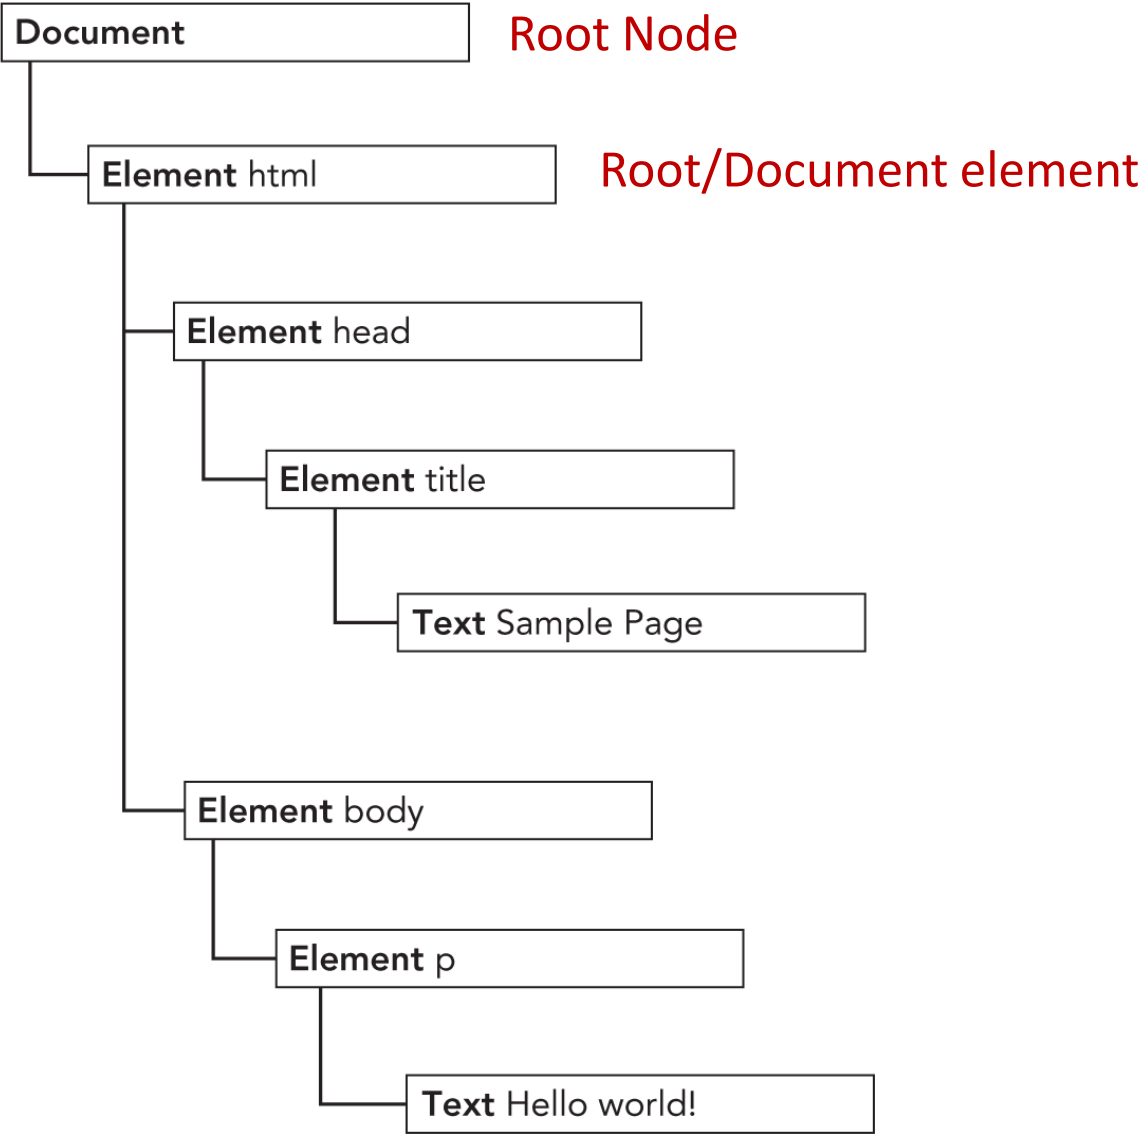 Document
Root Node
Element html
Root/Document element
Element head
Element title
Text Sample Page
Element body
Element p
Text Hello world!